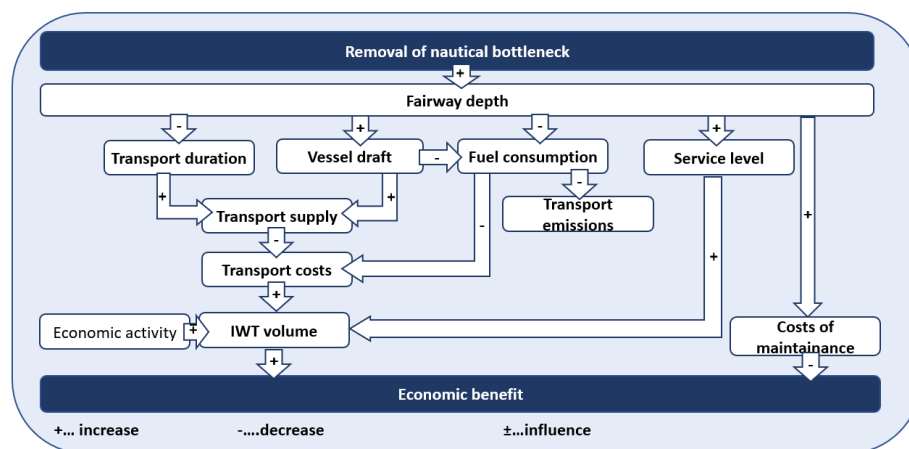 Removal of nautical bottleneck
+
Fairway depth
- + - + +
Transport duration
Vessel draft
-
Fuel consumption
Service level
+ + - -
Transport supply
Transport
emissions
-
Transport costs
+
+
Economic activity
±
IWT volume
Costs of
maintainance
+
-
Economic benefit
+... increase
-....decrease
±...influence